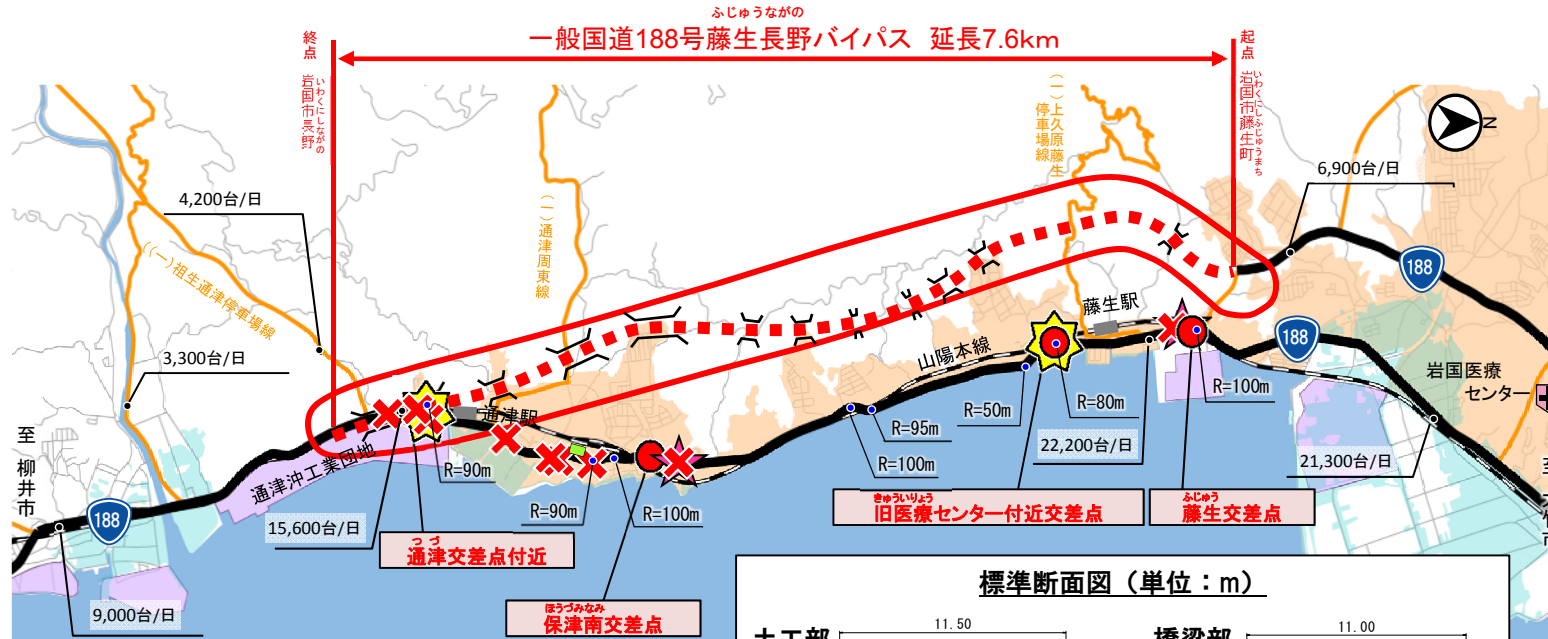 ふじゅうながの
一般国道188号藤生長野バイパス 延長7.6km
終点
いわくにしながの
岩国市長野
起点
いわくにしふじゅうまち
岩国市藤生町
(一)上久原藤生
停車場線
N
6,900台/日
4,200台/日
(一)通津周東線
188
((一)祖生通津停車場線
藤生駅
3,300台/日
山陽本線
188
岩国医療
センター
R=100m
通津駅
R=80m
R=50m
R=95m
至柳井市
22,200台/日
R=90m
通津沖工業団地
R=100m
21,300台/日
至
188
R=90m
R=100m
きゅういりょう
旧医療センター付近交差点
ふじゅう
藤生交差点
15,600台/日
つづ
通津交差点付近
9,000台/日
ほうづみなみ
保津南交差点
標準断面図(単位:m)
土工部
11.50
橋梁部
11.00